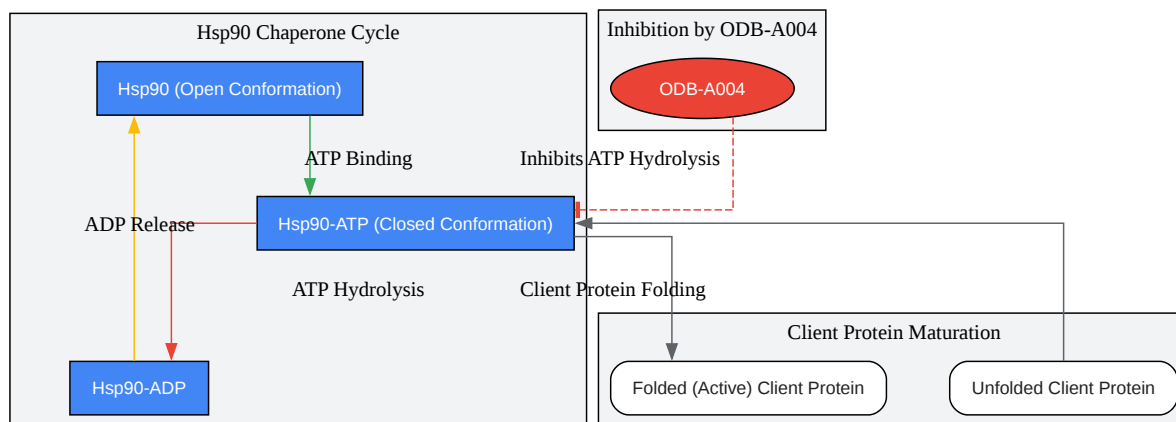 Hsp90 Chaperone Cycle
Inhibition by ODB-A004
Hsp90 (Open Conformation)
ODB-A004
ATP Binding
Inhibits ATP Hydrolysis
ADP Release
Hsp90-ATP (Closed Conformation)
ATP Hydrolysis
Client Protein Folding
Client Protein Maturation
Hsp90-ADP
Folded (Active) Client Protein
Unfolded Client Protein